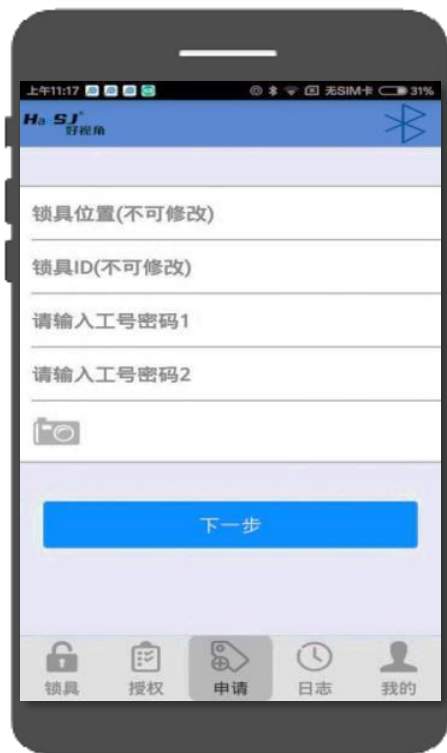 上午11:17 无SIM卡 31%
Ha SJ
好视角
锁具位置(不可修改)
锁具ID(不可修改)
请输入工号密码1
请输入工号密码2
下一步
锁具 授权 申请 日志 我的